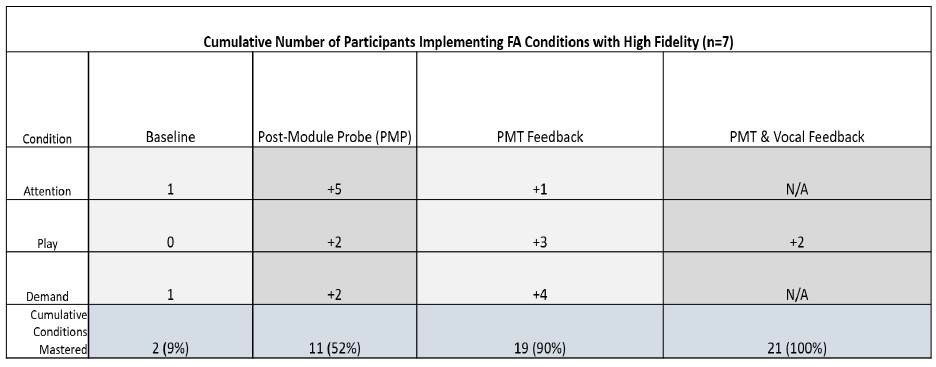 Cumulative Number of Participants Implementing FA Conditions with High Fidelity (n=7)
Condition Baseline Post-Module Probe (PMP) PMT Feedback PMT & Vocal Feedback
Attention 1 +5 +1 N/A
Play 0 +2 +3 +2
Demand 1 +2 +4 N/A
Cumulative
Conditions
Mastered 2 (9%) 11 (52%) 19 (90%) 21 (100%)